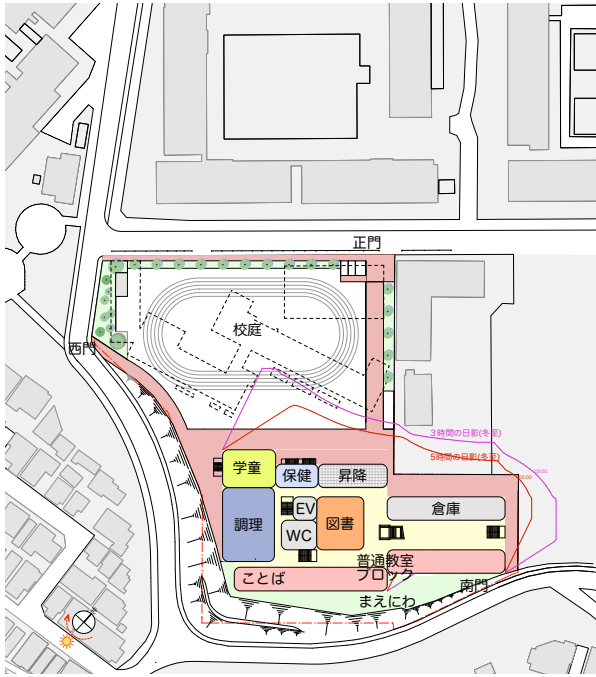 正門
校庭
西門
3時間の日影(冬至)
5時間の日影(冬至)
学童
保健
昇降
調理
EV
WC
図書
倉庫
普通教室
ブロック
ことば
南門
まえにわ